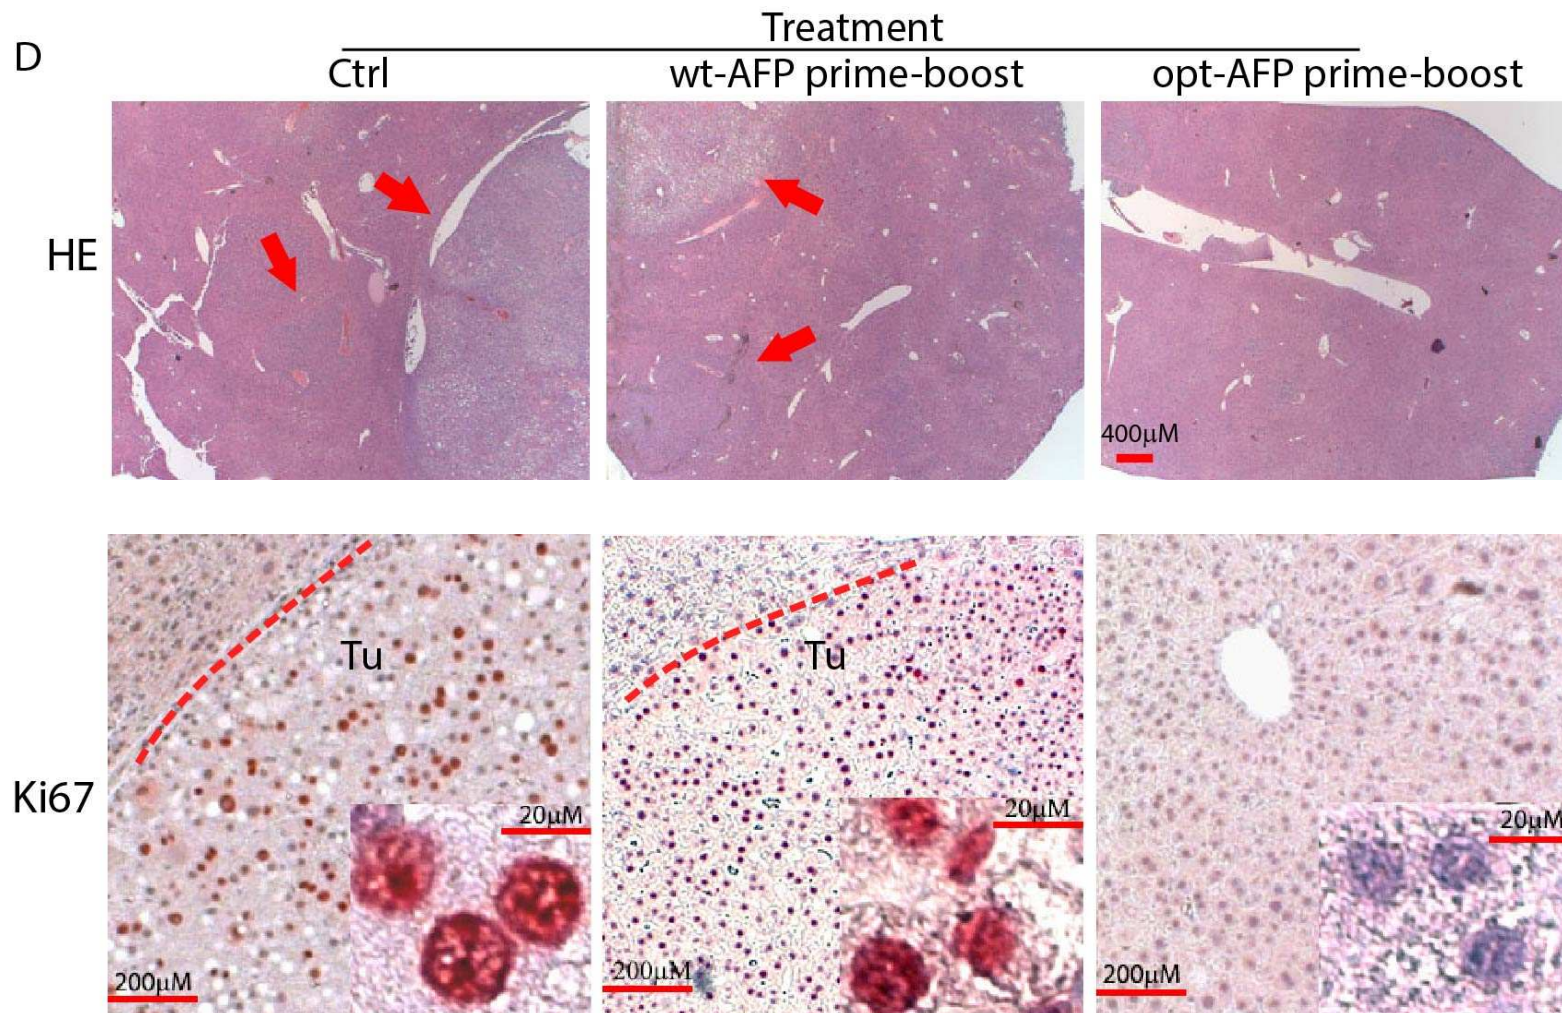 D
Treatment
Ctrl
wt-AFP prime-boost
opt-AFP prime-boost
HE
400μM
Tu
Tu
Ki67
20μM
20μM
20μM
200μM
200μM
200μM